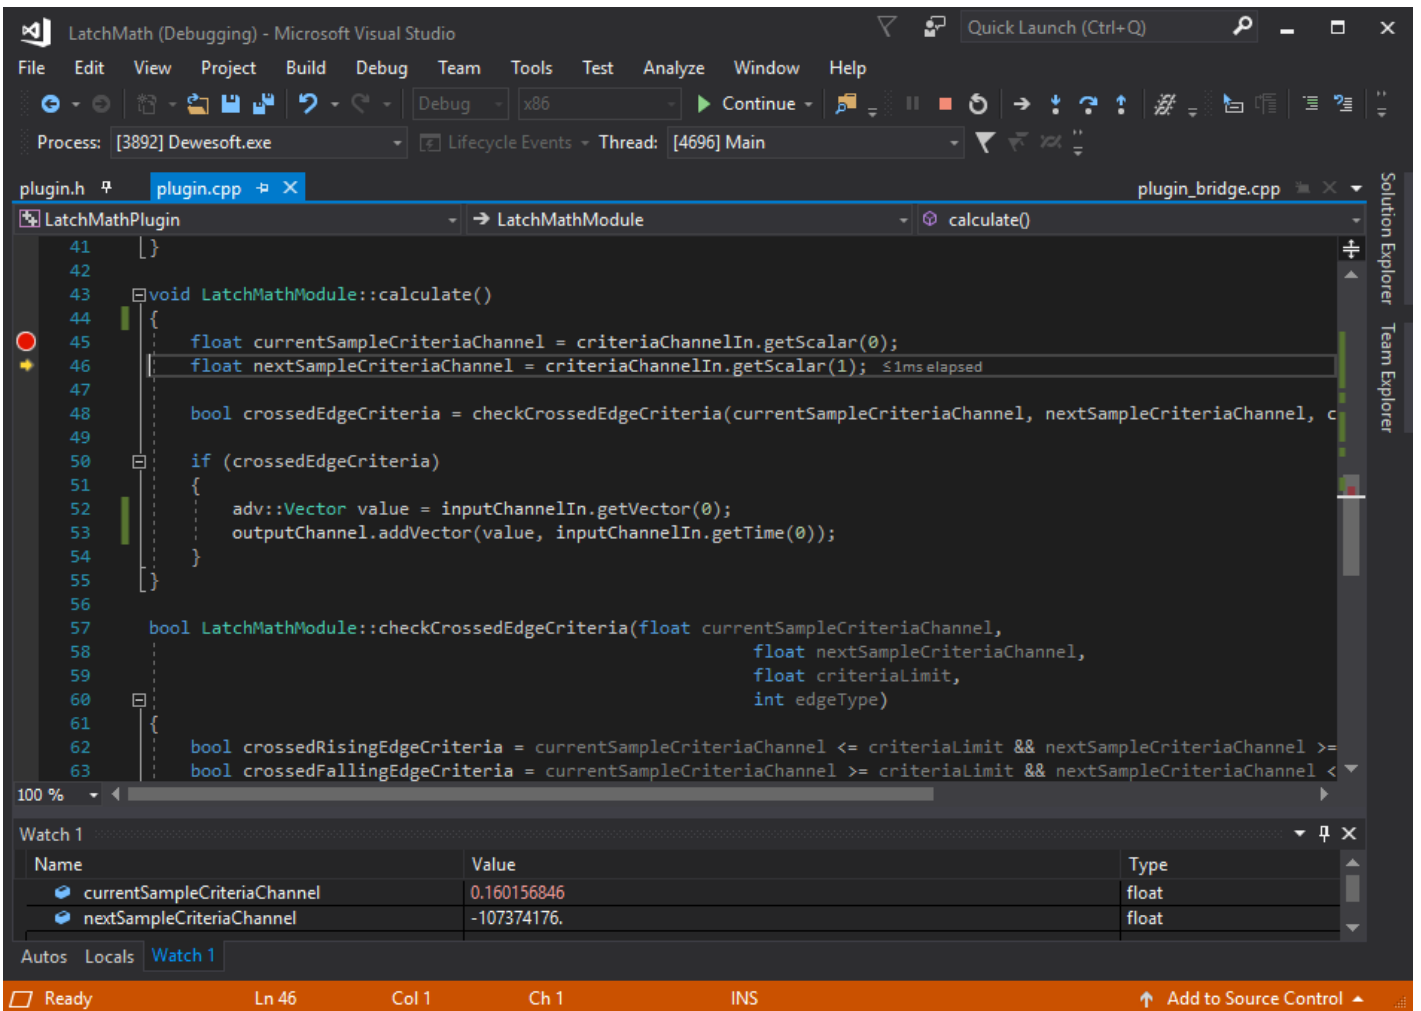 LatchMath (Debugging) - Microsoft Visual Studio
Quick Launch (Ctrl+Q)
File Edit View Project Build Debug Team Tools Test Analyze Window Help
Debug x86 Continue
Process: [3892] Dewesoft.exe Lifecycle Events Thread: [4696] Main
plugin.h plugin.cpp plugin_bridge.cpp
LatchMathPlugin LatchMathModule calculate()
41 }
42
43 void LatchMathModule::calculate()
44 {
45 float currentSampleCriteriaChannel = criteriaChannelIn.getScalar(0);
46 float nextSampleCriteriaChannel = criteriaChannelIn.getScalar(1); ≤1ms elapsed
47
48 bool crossedEdgeCriteria = checkCrossedEdgeCriteria(currentSampleCriteriaChannel, nextSampleCriteriaChannel, c
49
50 if (crossedEdgeCriteria)
51 {
52 adv::Vector value = inputChannelIn.getVector(0);
53 outputChannel.addVector(value, inputChannelIn.getTime(0));
54 }
55 }
56
57 bool LatchMathModule::checkCrossedEdgeCriteria(float currentSampleCriteriaChannel,
58 float nextSampleCriteriaChannel,
59 float criteriaLimit,
60 int edgeType)
61 {
62 bool crossedRisingEdgeCriteria = currentSampleCriteriaChannel <= criteriaLimit && nextSampleCriteriaChannel >=
63 bool crossedFallingEdgeCriteria = currentSampleCriteriaChannel >= criteriaLimit && nextSampleCriteriaChannel <
100 %
Solution Explorer
Team Explorer
Watch 1
Name Value Type
currentSampleCriteriaChannel 0.160156846 float
nextSampleCriteriaChannel -107374176. float
Autos Locals Watch 1
Ready Ln 46 Col 1 Ch 1 INS Add to Source Control